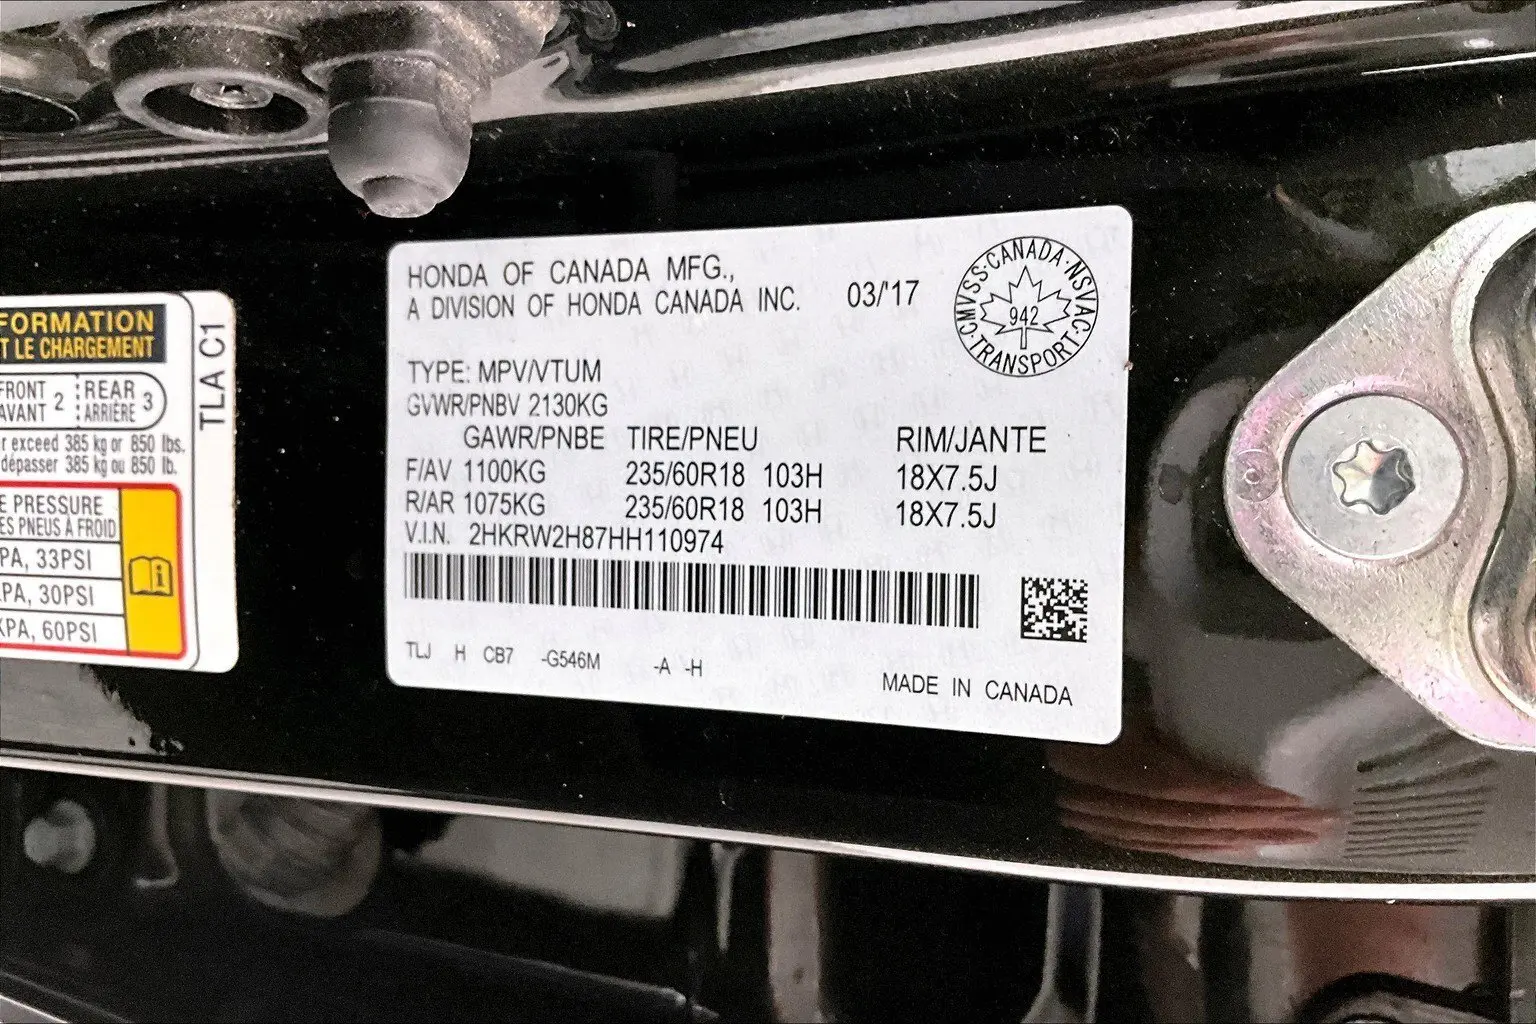 FORMATION
T LE CHARGEMENT
FRONT 2 REAR 3
AVANT ARRIÈRE
r exceed 385 kg or 850 lbs.
dépasser 385 kg ou 850 lb.
E PRESSURE
ES PNEUS À FROID
PA, 33PSI
PA, 30PSI
KPA, 60PSI
TLA C1
HONDA OF CANADA MFG.,
A DIVISION OF HONDA CANADA INC. 03/'17
CMVSS·CANADA·NSVAC·TRANSPORT·
942
TYPE: MPV/VTUM
GVWR/PNBV 2130KG
GAWR/PNBE TIRE/PNEU RIM/JANTE
F/AV 1100KG 235/60R18 103H 18X7.5J
R/AR 1075KG 235/60R18 103H 18X7.5J
V.I.N. 2HKRW2H87HH110974
TLJ H CB7 -G546M -A -H
MADE IN CANADA